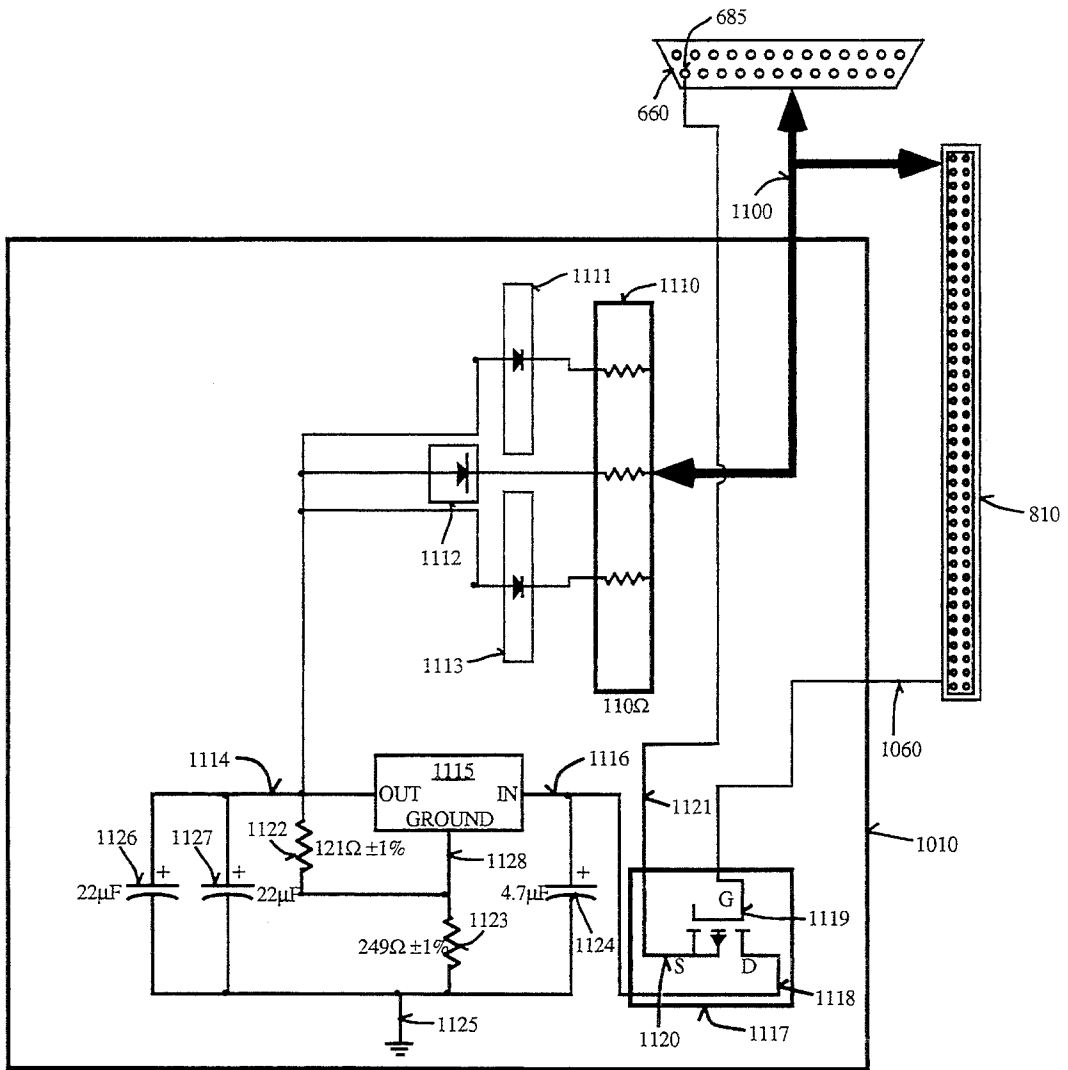 685
660
1100
1111
1110
810
1112
1113
110Ω
1060
1114
1115
1116
OUT
IN
GROUND
1121
1122
1126
1127
121Ω ±1%
1128
1010
22µF
22µF
4.7µF
G
1119
1123
1124
249Ω ±1%
S
D
1118
1125
1120
1117
+
+
+